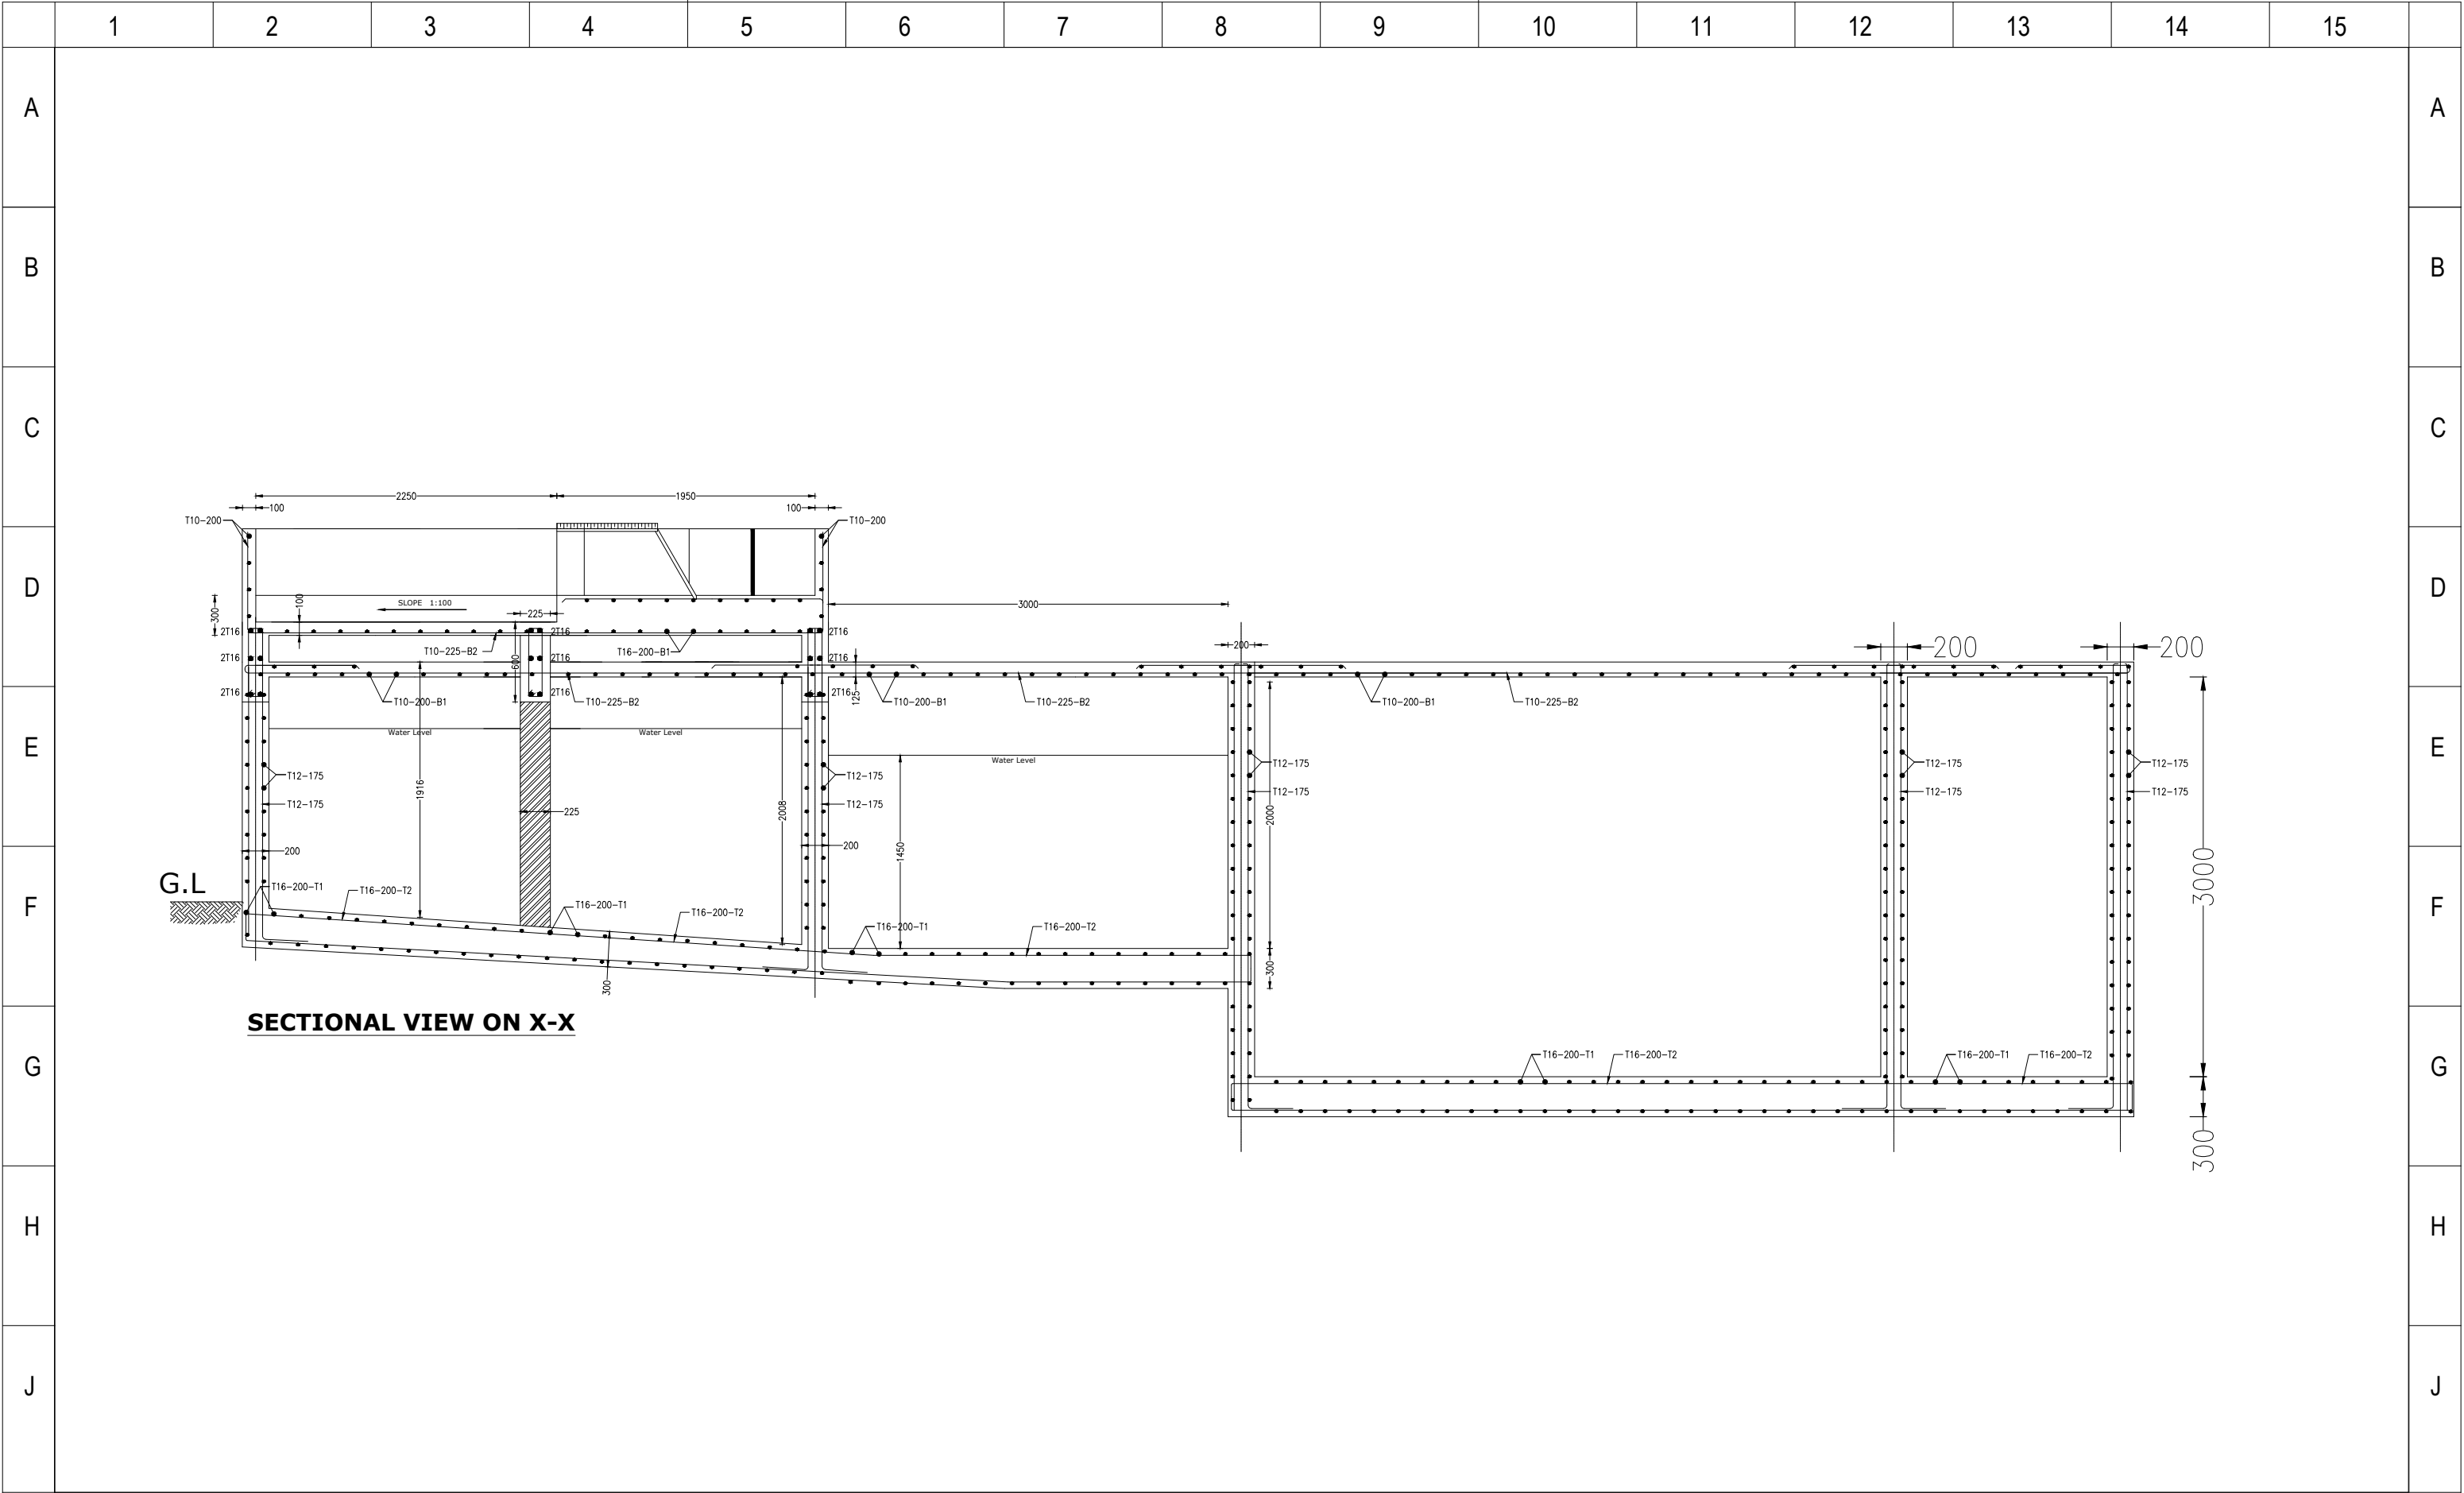 1 2 3 4 5 6 7 8 9 10 11 12 13 14 15
A A
B B
C C
2250 1950
100 100
T10-200 T10-200
D D
SLOPE 1:100
300 100 225 3000
2T16 2T16 2T16
T10-225-B2 T16-200-B1
200 200 200
2T16 2T16 2T16
600
2T16 2T16 2T16
125
T10-200-B1 T10-225-B2 T10-200-B1 T10-225-B2 T10-200-B1 T10-225-B2
E E
Water Level Water Level
Water Level
T12-175 T12-175 T12-175 T12-175 T12-175
T12-175 T12-175 T12-175 T12-175 T12-175
1916 225 2008 2000
200 200 1450 3000
G.L
T16-200-T1 T16-200-T2
F F
T16-200-T1 T16-200-T2
T16-200-T1 T16-200-T2
300 300
SECTIONAL VIEW ON X-X
T16-200-T1 T16-200-T2 T16-200-T1 T16-200-T2
G G
300
H H
J J